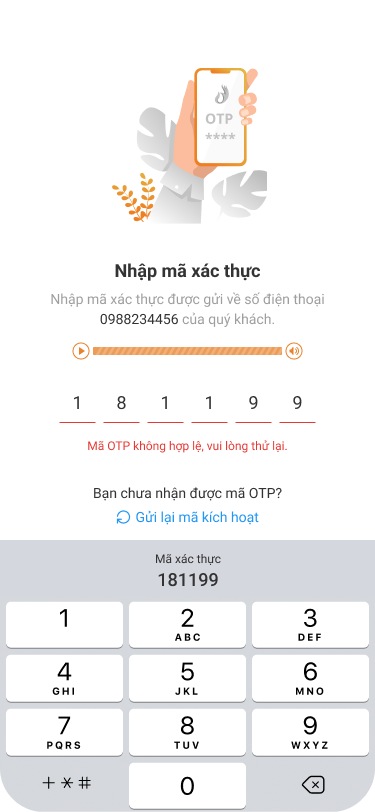 OTP
****
Nhập mã xác thực
Nhập mã xác thực được gửi về số điện thoại
0988234456 của quý khách.
1 8 1 1 9 9
Mã OTP không hợp lệ, vui lòng thử lại.
Bạn chưa nhận được mã OTP?
Gửi lại mã kích hoạt
Mã xác thực
181199
1 2 3
ABC DEF
4 5 6
GHI JKL MNO
7 8 9
PQRS TUV WXYZ
+ * # 0